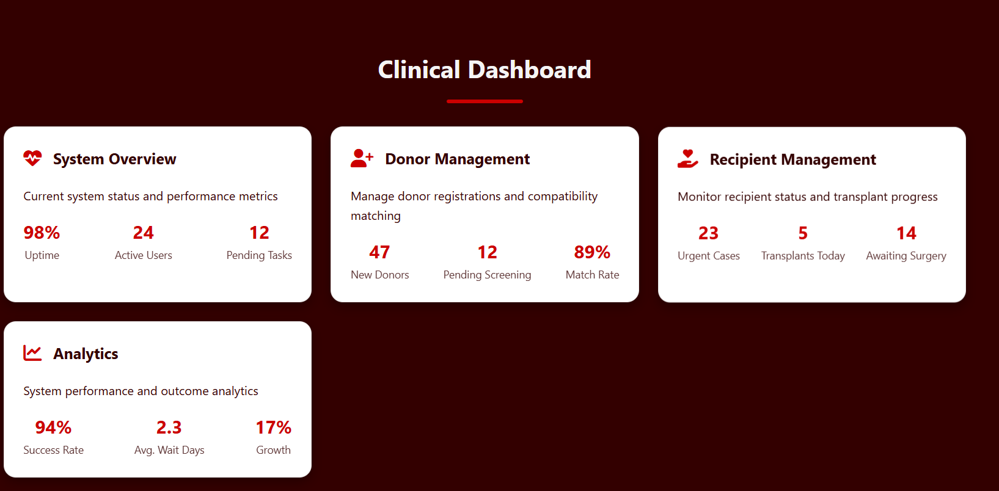 Clinical Dashboard
System Overview
Current system status and performance metrics
98% 24 12
Uptime Active Users Pending Tasks
Donor Management
Manage donor registrations and compatibility
matching
47 12 89%
New Donors Pending Screening Match Rate
Recipient Management
Monitor recipient status and transplant progress
23 5 14
Urgent Cases Transplants Today Awaiting Surgery
Analytics
System performance and outcome analytics
94% 2.3 17%
Success Rate Avg. Wait Days Growth